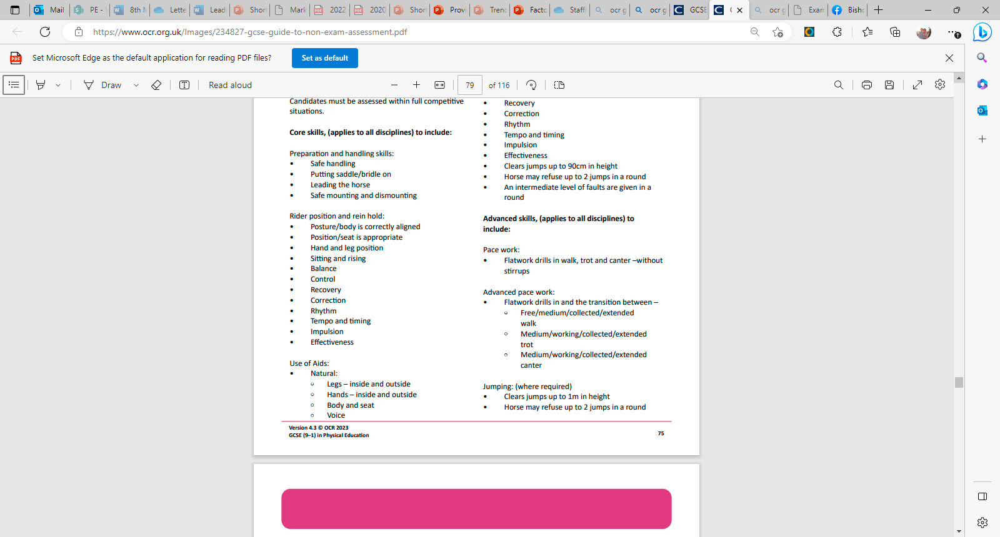 Mail
PE -
8th M
Lette
Lead
Short
Mark
2022
2020
Short
Provi
Trend
Facto
Staffi
ocr g
ocr g
GCSE
ocr g
Exam
Bisho
https://www.ocr.org.uk/Images/234827-gcse-guide-to-non-exam-assessment.pdf
Set Microsoft Edge as the default application for reading PDF files?
Set as default
Draw
Read aloud
79 of 116
Candidates must be assessed within full competitive
situations.
Core skills, (applies to all disciplines) to include:
Preparation and handling skills:
• Safe handling
• Putting saddle/bridle on
• Leading the horse
• Safe mounting and dismounting
Rider position and rein hold:
• Posture/body is correctly aligned
• Position/seat is appropriate
• Hand and leg position
• Sitting and rising
• Balance
• Control
• Recovery
• Correction
• Rhythm
• Tempo and timing
• Impulsion
• Effectiveness
Use of Aids:
• Natural:
o Legs – inside and outside
o Hands – inside and outside
o Body and seat
o Voice
• Recovery
• Correction
• Rhythm
• Tempo and timing
• Impulsion
• Effectiveness
• Clears jumps up to 90cm in height
• Horse may refuse up to 2 jumps in a round
• An intermediate level of faults are given in a
round
Advanced skills, (applies to all disciplines) to
include:
Pace work:
• Flatwork drills in walk, trot and canter –without
stirrups
Advanced pace work:
• Flatwork drills in and the transition between –
o Free/medium/collected/extended
walk
o Medium/working/collected/extended
trot
o Medium/working/collected/extended
canter
Jumping: (where required)
• Clears jumps up to 1m in height
• Horse may refuse up to 2 jumps in a round
Version 4.3 © OCR 2023
GCSE (9–1) in Physical Education
75